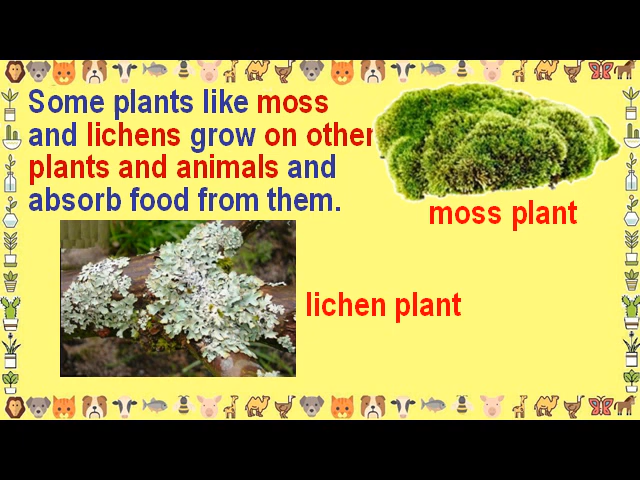 Some plants like moss
and lichens grow on other
plants and animals and
absorb food from them.
moss plant
lichen plant